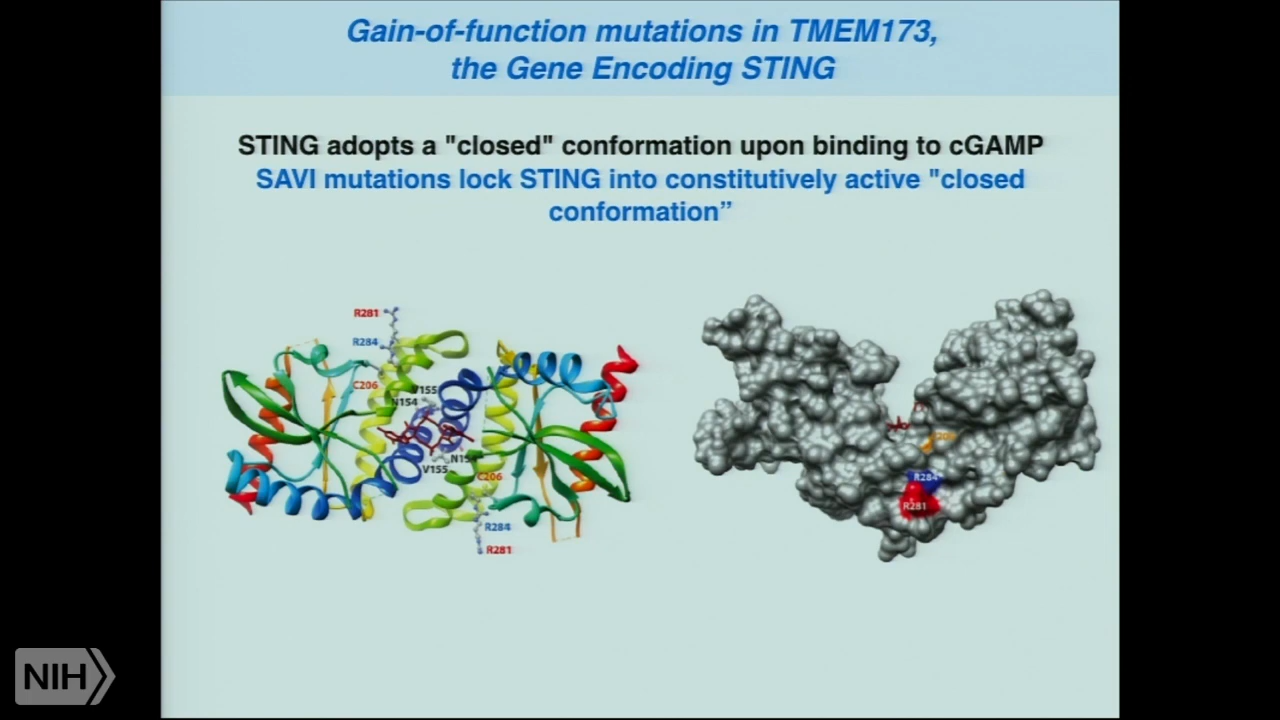 Gain-of-function mutations in TMEM173,
the Gene Encoding STING
STING adopts a "closed" conformation upon binding to cGAMP
SAVI mutations lock STING into constitutively active "closed
conformation”
R281
R284
C206
V155
N154
N154
V155
C206
R284
R281
R284
R281
NIH